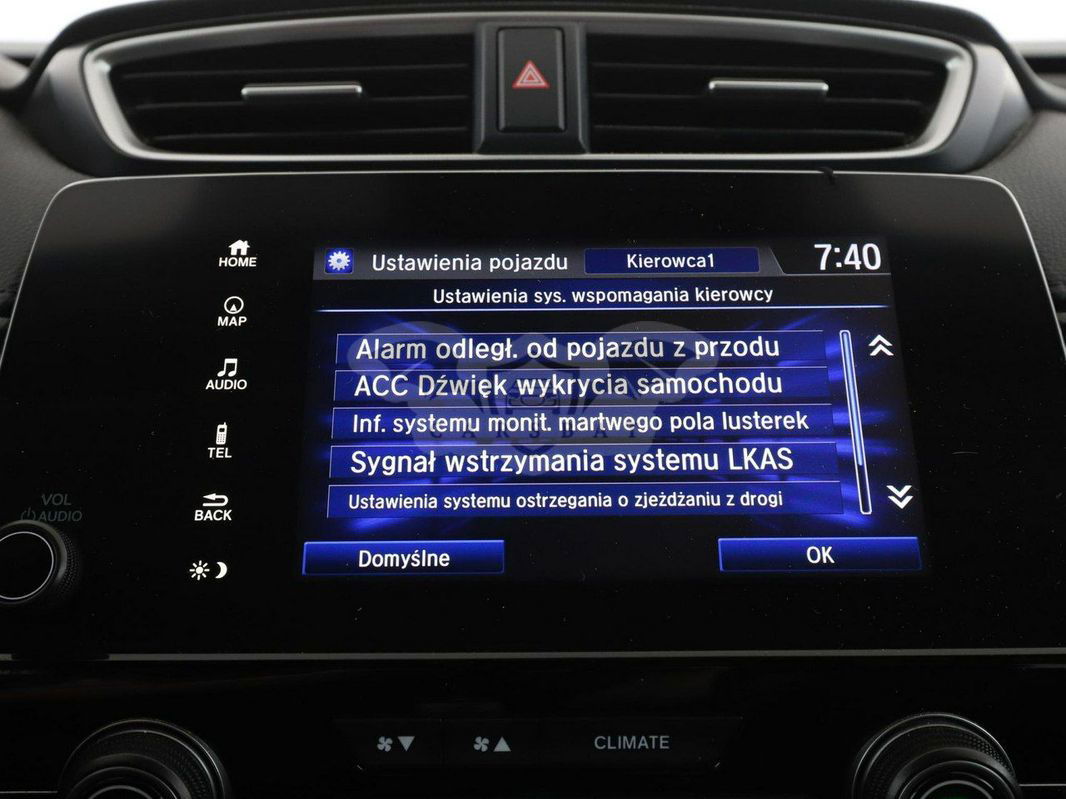 HOME
MAP
AUDIO
TEL
BACK
VOL
AUDIO
Ustawienia pojazdu
Kierowca1
7:40
Ustawienia sys. wspomagania kierowcy
Alarm odległ. od pojazdu z przodu
ACC Dźwięk wykrycia samochodu
Inf. systemu monit. martwego pola lusterek
Sygnał wstrzymania systemu LKAS
Ustawienia systemu ostrzegania o zjeżdżaniu z drogi
Domyślne
OK
CLIMATE